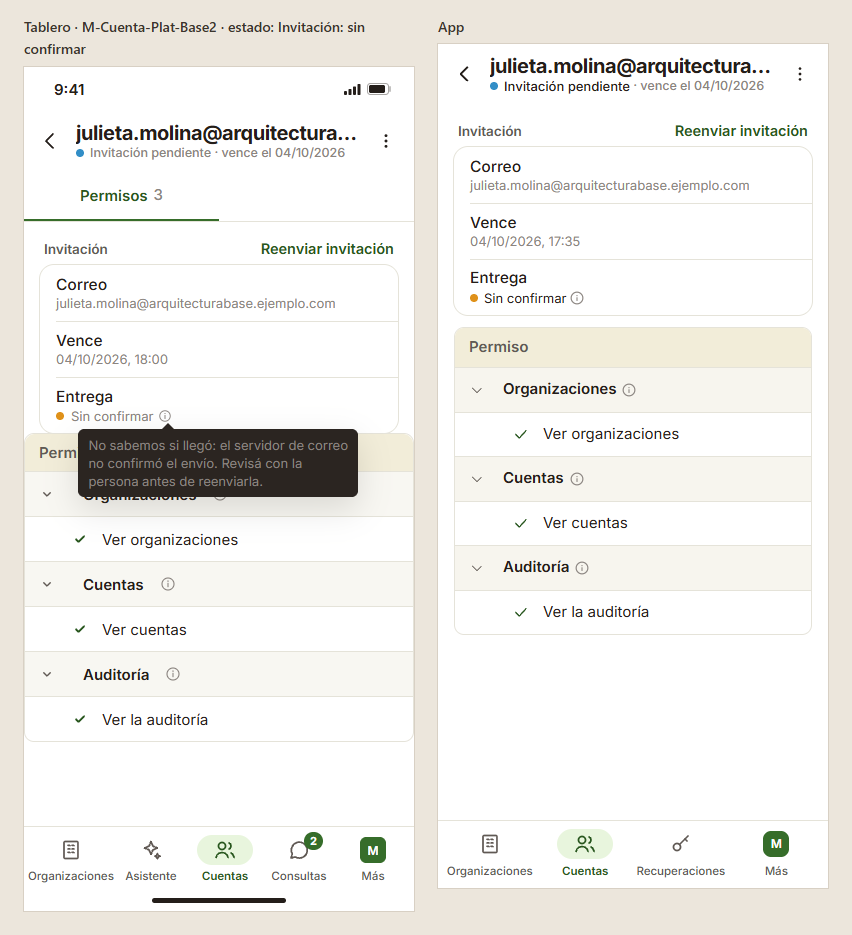 Tablero · M-Cuenta-Plat-Base2 · estado: Invitación: sin
confirmar
9:41
julieta.molina@arquitectura...
Invitación pendiente · vence el 04/10/2026
Permisos 3
Invitación
Reenviar invitación
Correo
julieta.molina@arquitecturabase.ejemplo.com
Vence
04/10/2026, 18:00
Entrega
Sin confirmar
No sabemos si llegó: el servidor de correo
no confirmó el envío. Revisá con la
persona antes de reenviarla.
Perm
Organizaciones
Ver organizaciones
Cuentas
Ver cuentas
Auditoría
Ver la auditoría
Organizaciones
Asistente
Cuentas
2
Consultas
M
Más
App
julieta.molina@arquitectura...
Invitación pendiente · vence el 04/10/2026
Invitación
Reenviar invitación
Correo
julieta.molina@arquitecturabase.ejemplo.com
Vence
04/10/2026, 17:35
Entrega
Sin confirmar
Permiso
Organizaciones
Ver organizaciones
Cuentas
Ver cuentas
Auditoría
Ver la auditoría
Organizaciones
Cuentas
Recuperaciones
M
Más